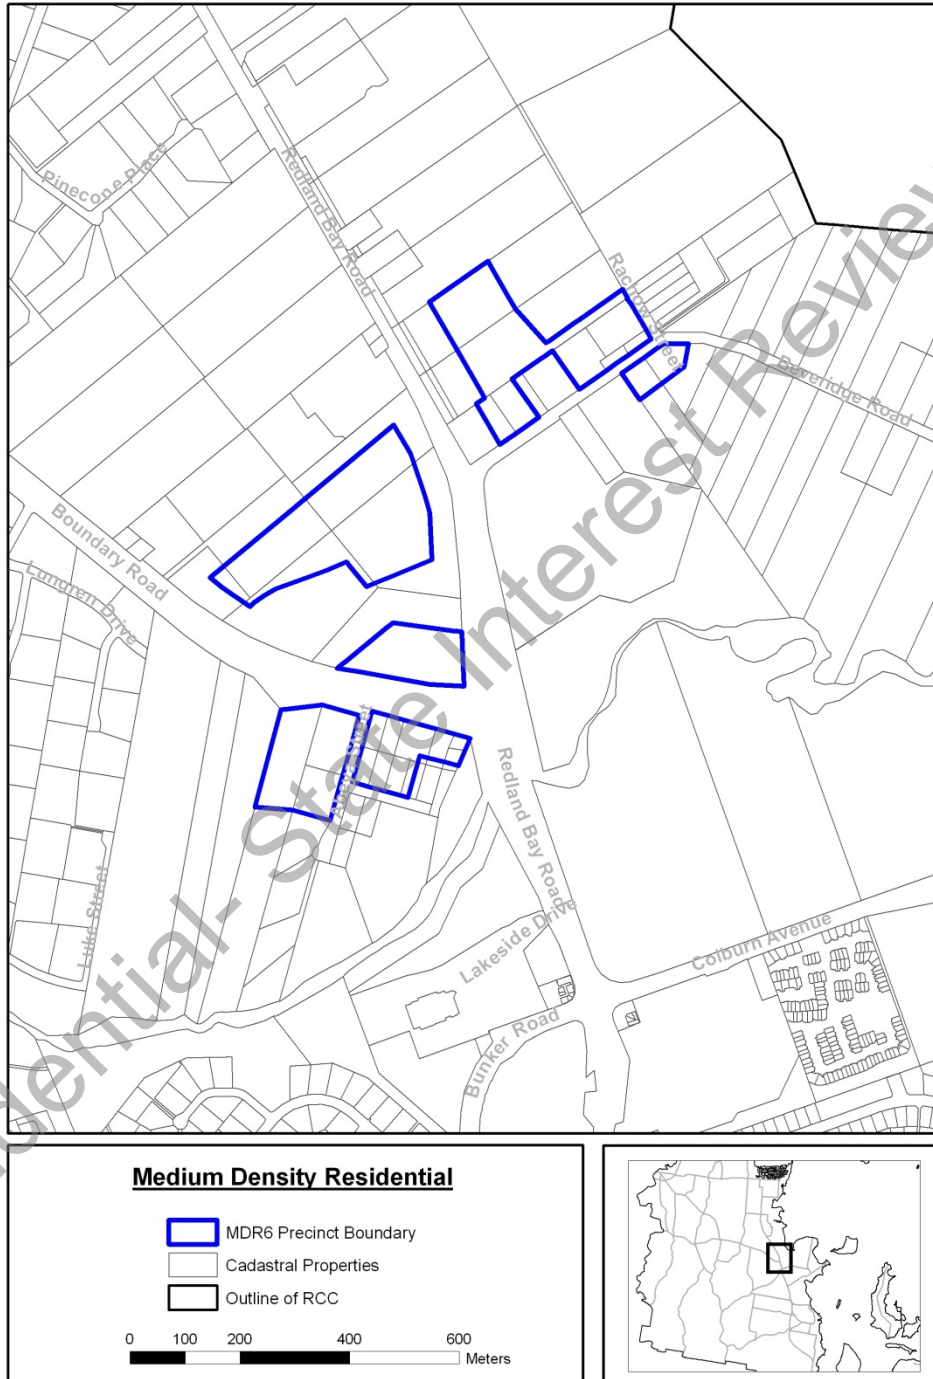 Pinecone Place
Redland Bay Road
Rachow Street
Beveridge Road
Boundary Road
Lungren Drive
Street
Redland Bay Road
Luke Street
Lakeside Drive
Colburn Avenue
Bunker Road
dential- State Interest Review
Medium Density Residential
MDR6 Precinct Boundary
Cadastral Properties
Outline of RCC
0 100 200 400 600
Meters